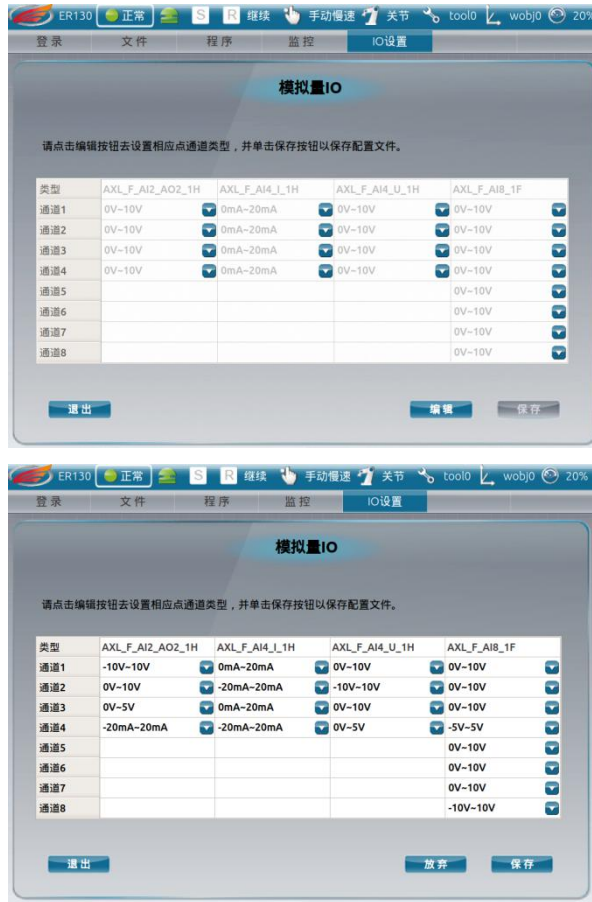 ER130 正常 S R 继续 手动慢速 关节 tool0 wobj0 20%
登录 文件 程序 监控 IO设置
模拟量IO
请点击编辑按钮去设置相应点通道类型，并单击保存按钮以保存配置文件。
类型 AXL_F_AI2_AO2_1H AXL_F_AI4_I_1H AXL_F_AI4_U_1H AXL_F_AI8_1F
通道1 0V~10V 0mA~20mA 0V~10V 0V~10V
通道2 0V~10V 0mA~20mA 0V~10V 0V~10V
通道3 0V~10V 0mA~20mA 0V~10V 0V~10V
通道4 0V~10V 0mA~20mA 0V~10V 0V~10V
通道5 0V~10V
通道6 0V~10V
通道7 0V~10V
通道8 0V~10V
退出 编辑 保存
ER130 正常 S R 继续 手动慢速 关节 tool0 wobj0 20%
登录 文件 程序 监控 IO设置
模拟量IO
请点击编辑按钮去设置相应点通道类型，并单击保存按钮以保存配置文件。
类型 AXL_F_AI2_AO2_1H AXL_F_AI4_I_1H AXL_F_AI4_U_1H AXL_F_AI8_1F
通道1 -10V~10V 0mA~20mA 0V~10V 0V~10V
通道2 0V~10V -20mA~20mA -10V~10V 0V~10V
通道3 0V~5V 0mA~20mA 0V~10V 0V~10V
通道4 -20mA~20mA -20mA~20mA 0V~5V -5V~5V
通道5 0V~10V
通道6 0V~10V
通道7 0V~10V
通道8 -10V~10V
退出 放弃 保存